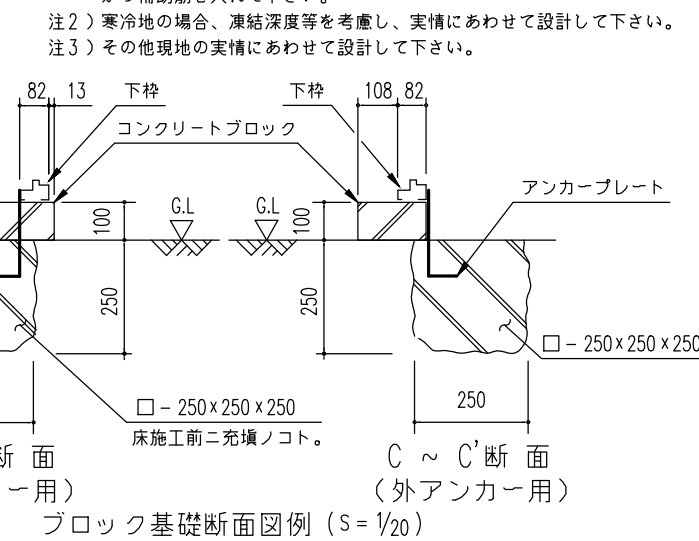 注2）寒冷地の場合、凍結深度等を考慮し、実情にあわせて設計して下さい。
注3）その他現地の実情にあわせて設計して下さい。
82 13 下枠 下枠 108 82
コンクリートブロック
アンカープレート
G.L G.L
100 100
250 250
□－250×250×250
□－250×250×250
250
床施工前ニ充填ノコト。
断 面 C ～ C'断 面
ー用） （外アンカー用）
ブロック基礎断面図例（S＝1/20）